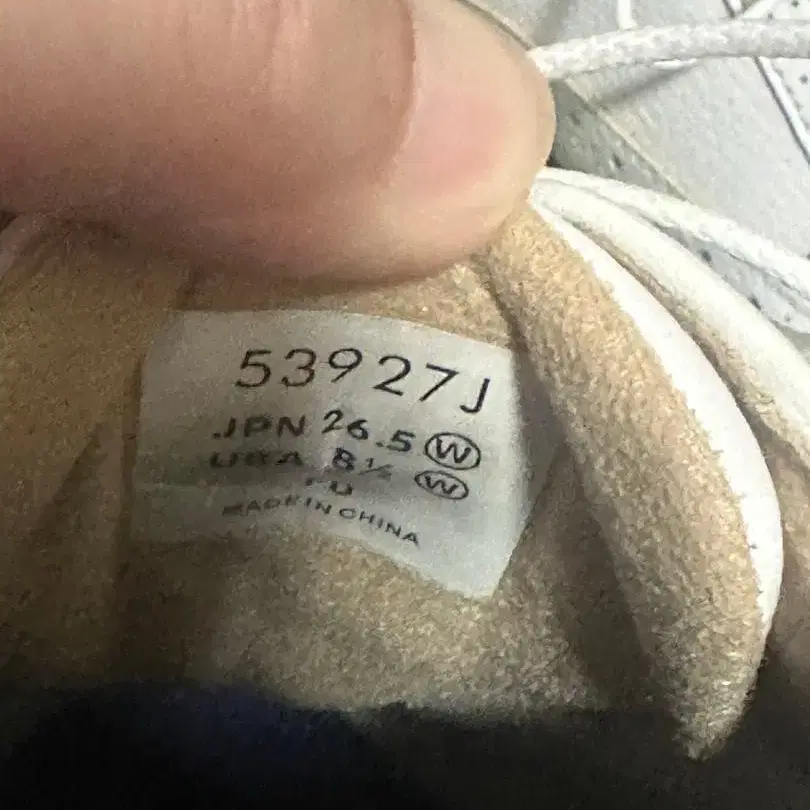 53927J
JPN 26.5 Ⓦ
USA 8½ Ⓦ
MADE IN CHINA